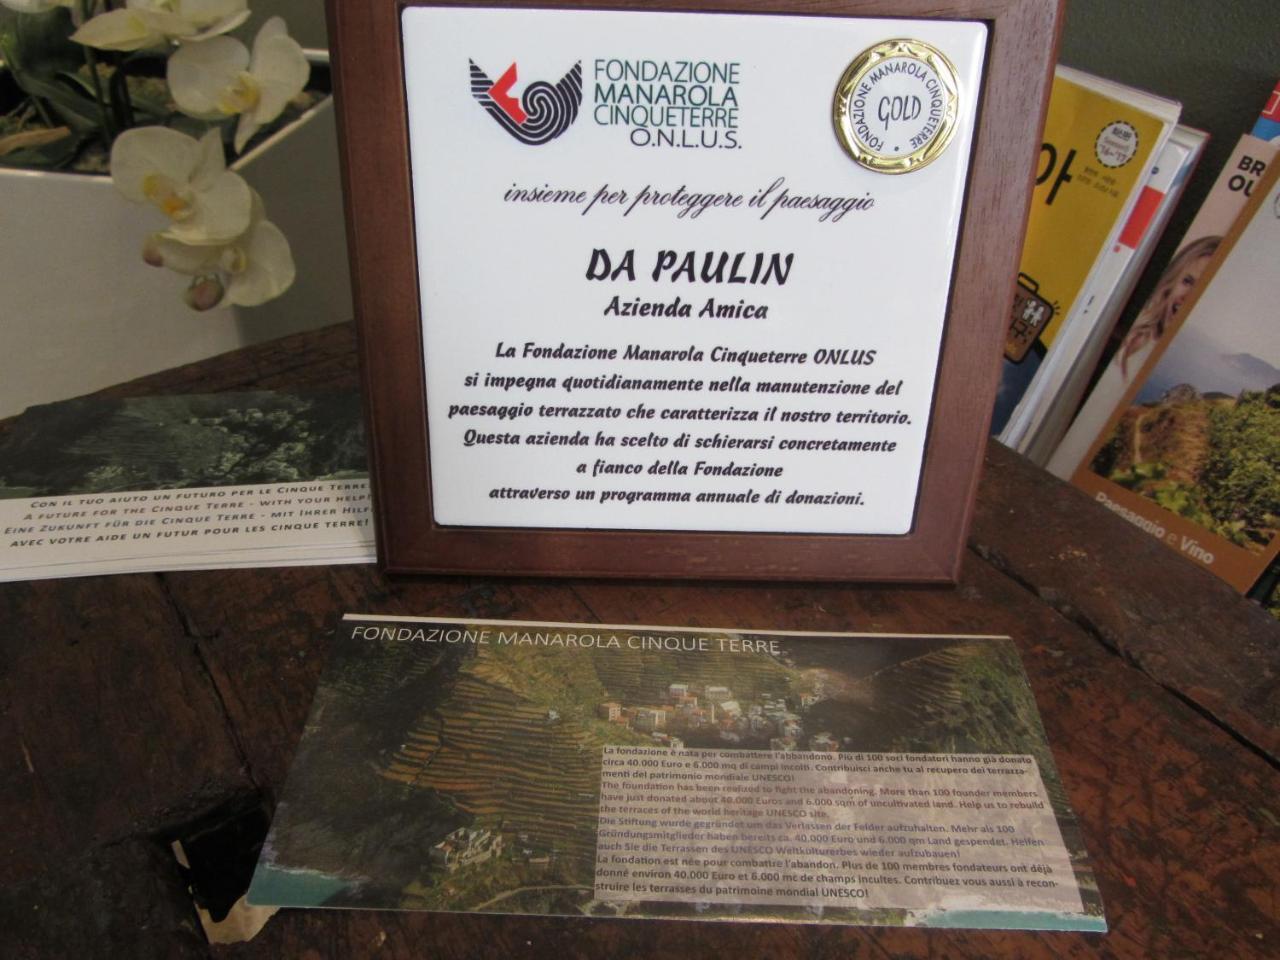 FONDAZIONE
MANAROLA
CINQUETERRE
O.N.L.U.S.
FONDAZIONE MANAROLA CINQUETERRE •
GOLD
insieme per proteggere il paesaggio
DA PAULIN
Azienda Amica
La Fondazione Manarola Cinqueterre ONLUS
si impegna quotidianamente nella manutenzione del
paesaggio terrazzato che caratterizza il nostro territorio.
Questa azienda ha scelto di schierarsi concretamente
a fianco della Fondazione
attraverso un programma annuale di donazioni.
CON IL TUO AIUTO UN FUTURO PER LE CINQUE TERRE
A FUTURE FOR THE CINQUE TERRE - WITH YOUR HELP!
EINE ZUKUNFT FÜR DIE CINQUE TERRE - MIT IHRER HILF
AVEC VOTRE AIDE UN FUTUR POUR LES CINQUE TERRE!
아
'16-'17
BR
OU
Paesaggio e Vino
FONDAZIONE MANAROLA CINQUE TERRE
La fondazione è nata per combattere l'abbandono. Più di 100 soci fondatori hanno già donato
circa 40.000 Euro e 6.000 mq di campi incolti. Contribuisci anche tu al recupero dei terrazza-
menti del patrimonio mondiale UNESCO!
The foundation has been realized to fight the abandoning. More than 100 founder members
have just donated about 40.000 Euros and 6.000 sqm of uncultivated land. Help us to rebuild
the terraces of the world heritage UNESCO site.
Die Stiftung wurde gegründet um das Verlassen der Felder aufzuhalten. Mehr als 100
Gründungsmitglieder haben bereits ca. 40.000 Euro und 6.000 qm Land gespendet. Helfen
auch Sie die Terrassen des UNESCO Weltkulturerbes wieder aufzubauen!
La fondation est née pour combattre l'abandon. Plus de 100 membres fondateurs ont déjà
donné environ 40.000 Euro et 6.000 mc de champs incultes. Contribuez vous aussi à recon-
struire les terrasses du patrimoine mondial UNESCO!